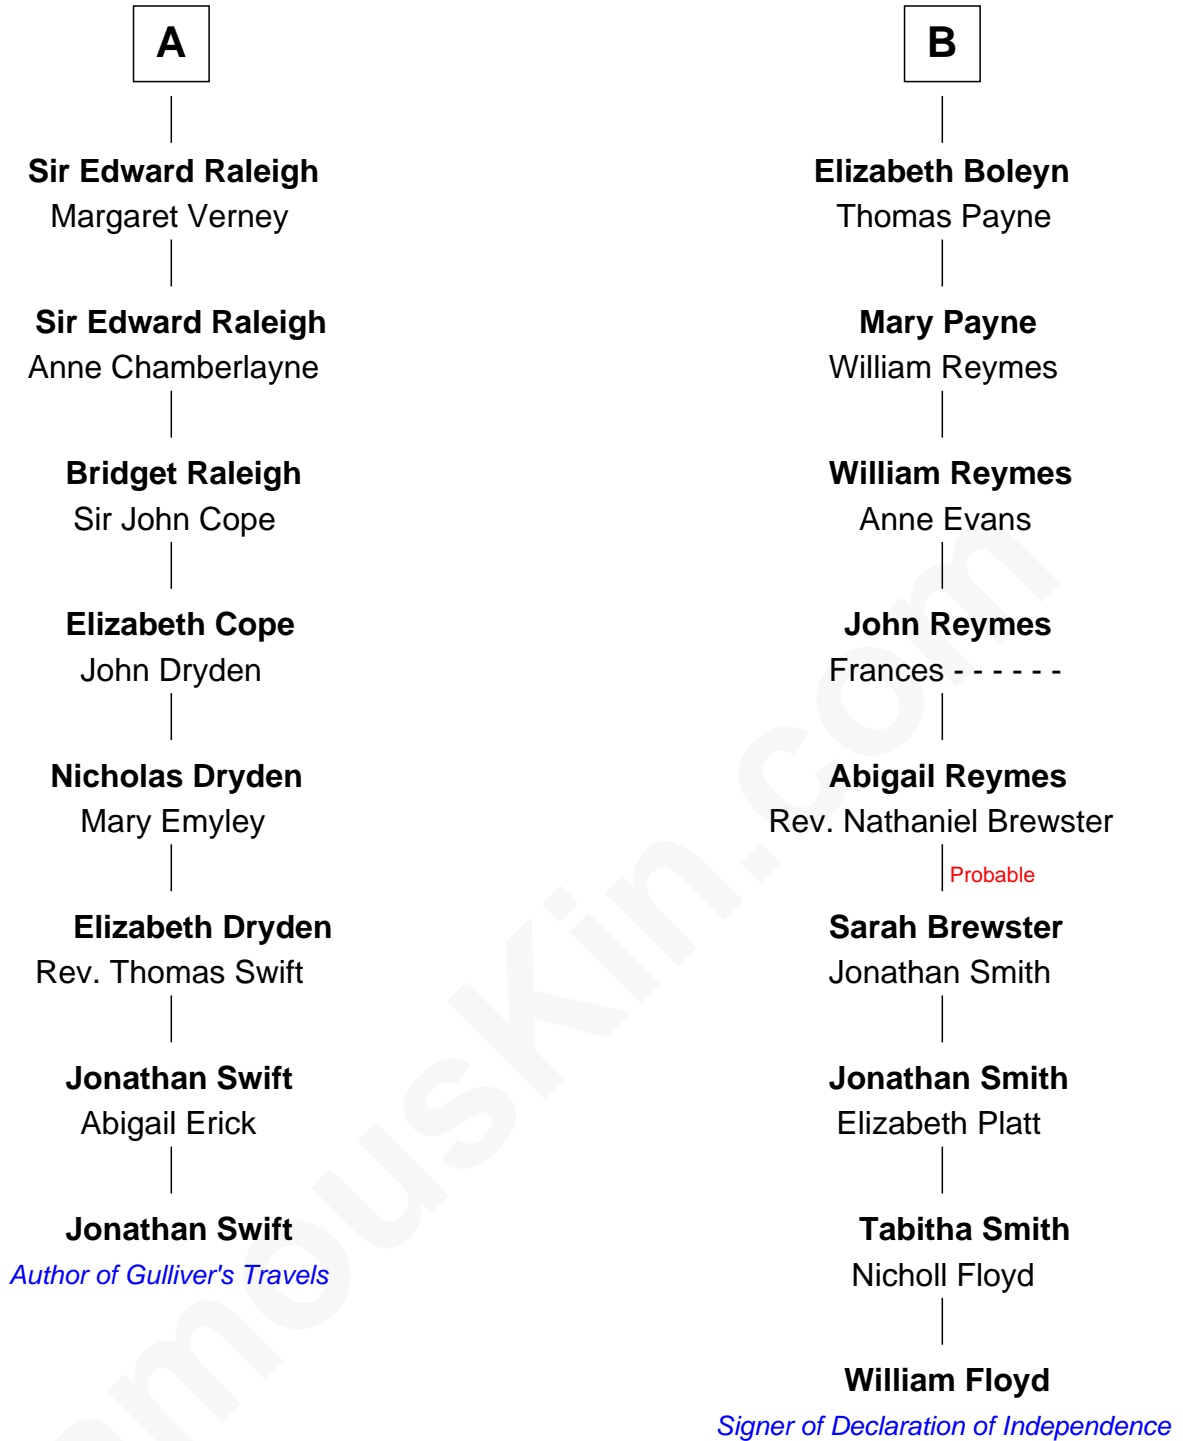 A
Sir Edward Raleigh
Margaret Verney
Sir Edward Raleigh
Anne Chamberlayne
Bridget Raleigh
Sir John Cope
Elizabeth Cope
John Dryden
Nicholas Dryden
Mary Emyley
Elizabeth Dryden
Rev. Thomas Swift
Jonathan Swift
Abigail Erick
Jonathan Swift
Author of Gulliver's Travels
B
Elizabeth Boleyn
Thomas Payne
Mary Payne
William Reymes
William Reymes
Anne Evans
John Reymes
Frances - - - - - -
Abigail Reymes
Rev. Nathaniel Brewster
Probable
Sarah Brewster
Jonathan Smith
Jonathan Smith
Elizabeth Platt
Tabitha Smith
Nicholl Floyd
William Floyd
Signer of Declaration of Independence
amousKin.com